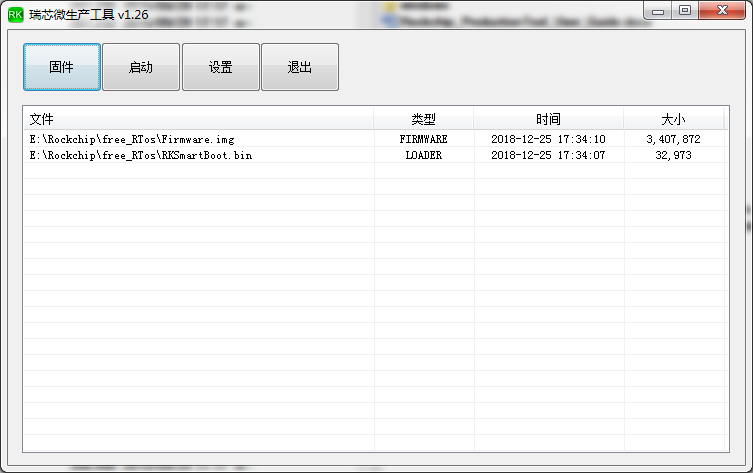 RK 瑞芯微生产工具 v1.26
固件 启动 设置 退出
文件 类型 时间 大小
E:\Rockchip\free_RTos\Firmware.img FIRMWARE 2018-12-25 17:34:10 3,407,872
E:\Rockchip\free_RTos\RKSmartBoot.bin LOADER 2018-12-25 17:34:07 32,973